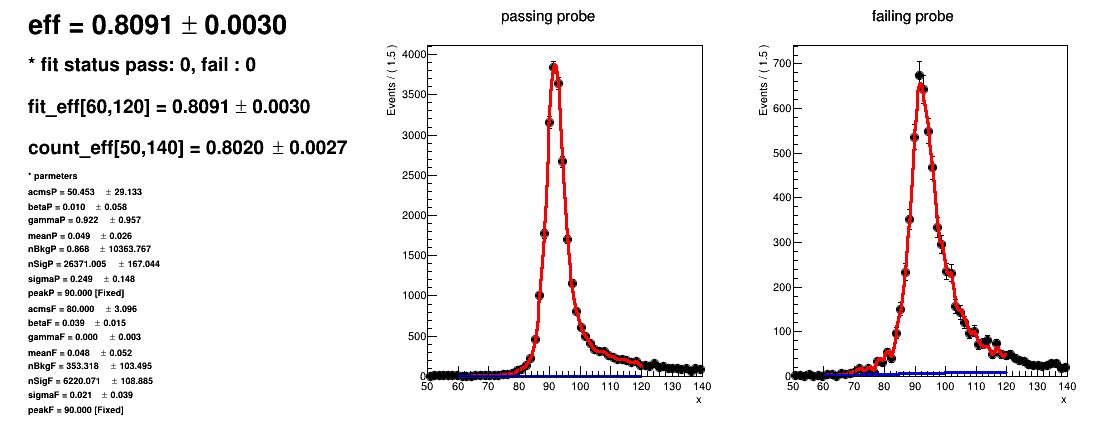 eff = 0.8091 ± 0.0030
* fit status pass: 0, fail : 0
fit_eff[60,120] = 0.8091 ± 0.0030
count_eff[50,140] = 0.8020 ± 0.0027
* parmeters
acmsP = 50.453 ± 29.133
betaP = 0.010 ± 0.058
gammaP = 0.922 ± 0.957
meanP = 0.049 ± 0.026
nBkgP = 0.868 ± 10363.767
nSigP = 26371.005 ± 167.044
sigmaP = 0.249 ± 0.148
peakP = 90.000 [Fixed]
acmsF = 80.000 ± 3.096
betaF = 0.039 ± 0.015
gammaF = 0.000 ± 0.003
meanF = 0.048 ± 0.052
nBkgF = 353.318 ± 103.495
nSigF = 6220.071 ± 108.885
sigmaF = 0.021 ± 0.039
peakF = 90.000 [Fixed]
passing probe
Events / ( 1.5 )
4000
3500
3000
2500
2000
1500
1000
500
0
50 60 70 80 90 100 110 120 130 140
x
failing probe
Events / ( 1.5 )
700
600
500
400
300
200
100
0
50 60 70 80 90 100 110 120 130 140
x